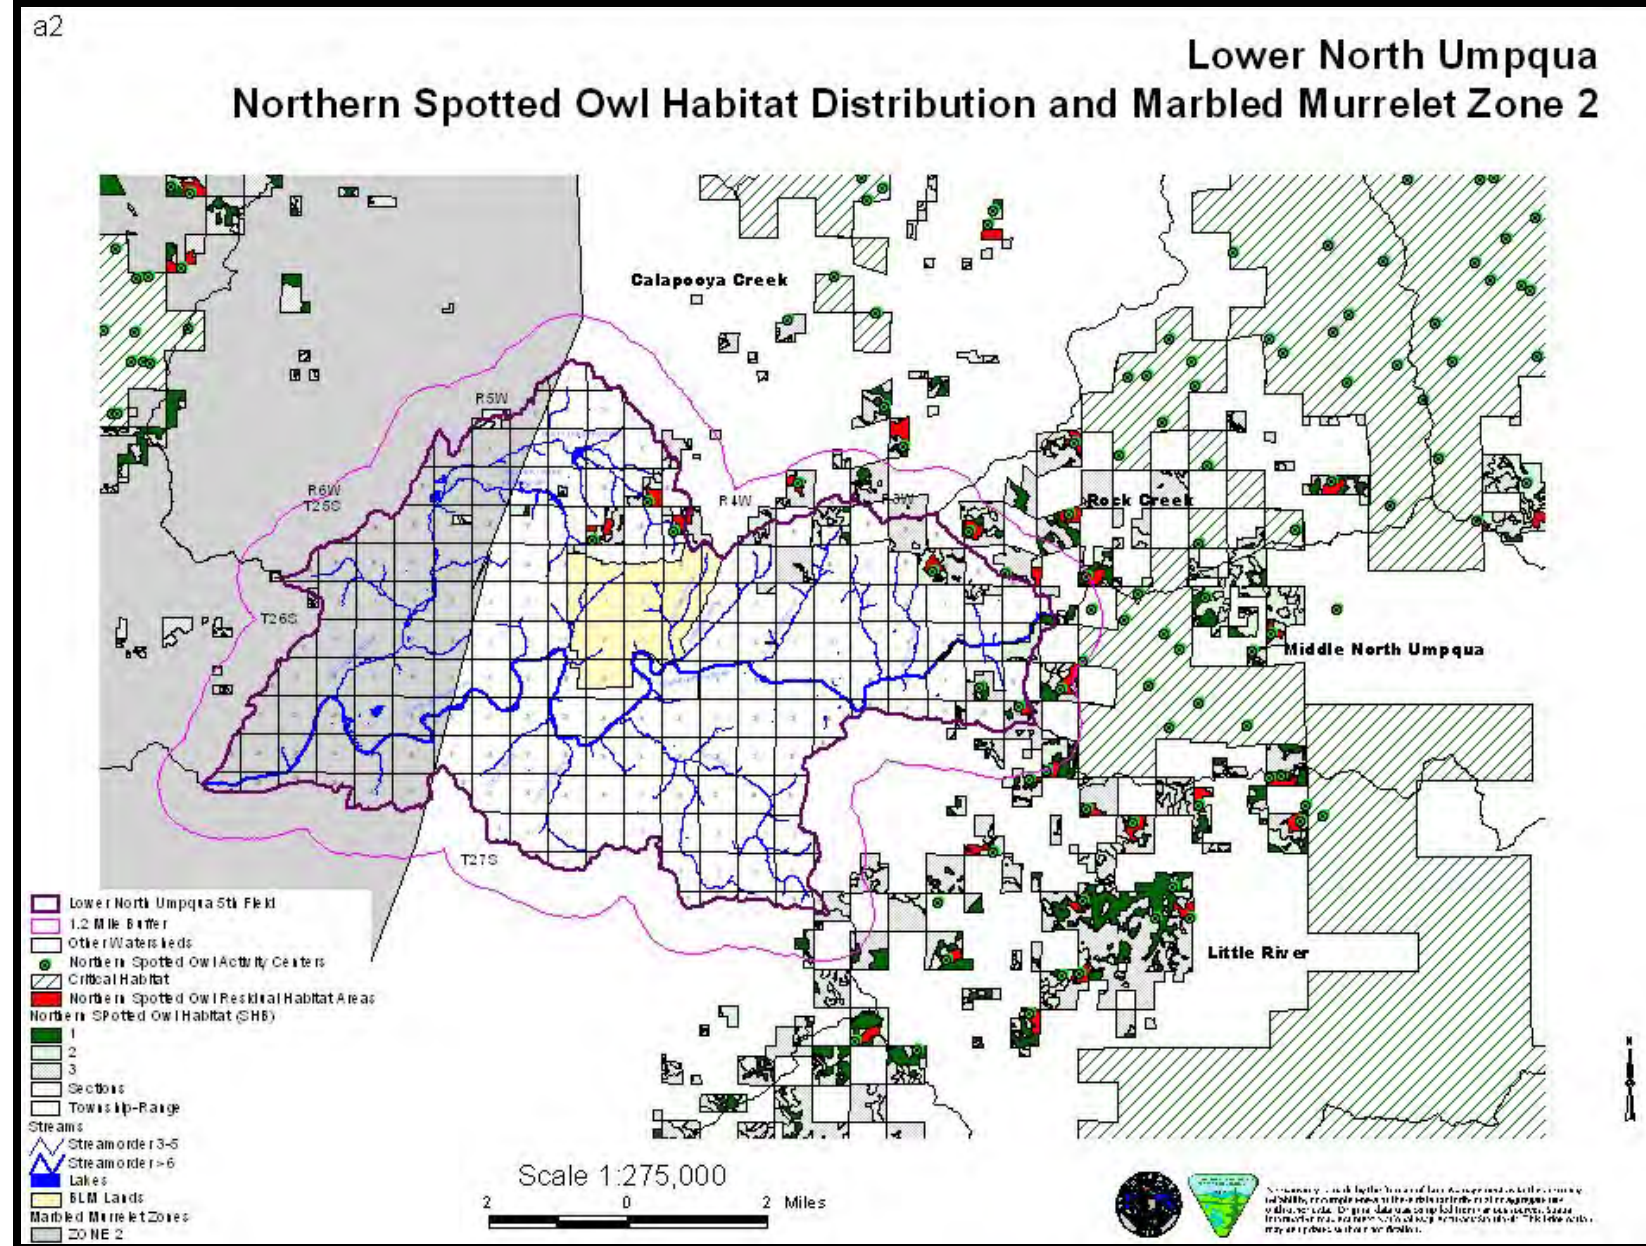 a2
Lower North Umpqua
Northern Spotted Owl Habitat Distribution and Marbled Murrelet Zone 2
Calapooya Creek
R5W
R6W
T25S
R4W
R3W
Rock Creek
T26S
Middle North Umpqua
T27S
Little River
Lower North Umpqua 5th Field
1.2 Mile Buffer
Other Watersheds
Northern Spotted Owl Activity Centers
Critical Habitat
Northern Spotted Owl Residual Habitat Areas
Northern SPotted Owl Habitat (SHB)
1
2
3
Sections
Township-Range
Streams
Stream order 3-5
Stream order >6
Lakes
BLM Lands
Marbled Murrelet Zones
ZONE 2
Scale 1:275,000
2 0 2 Miles
N